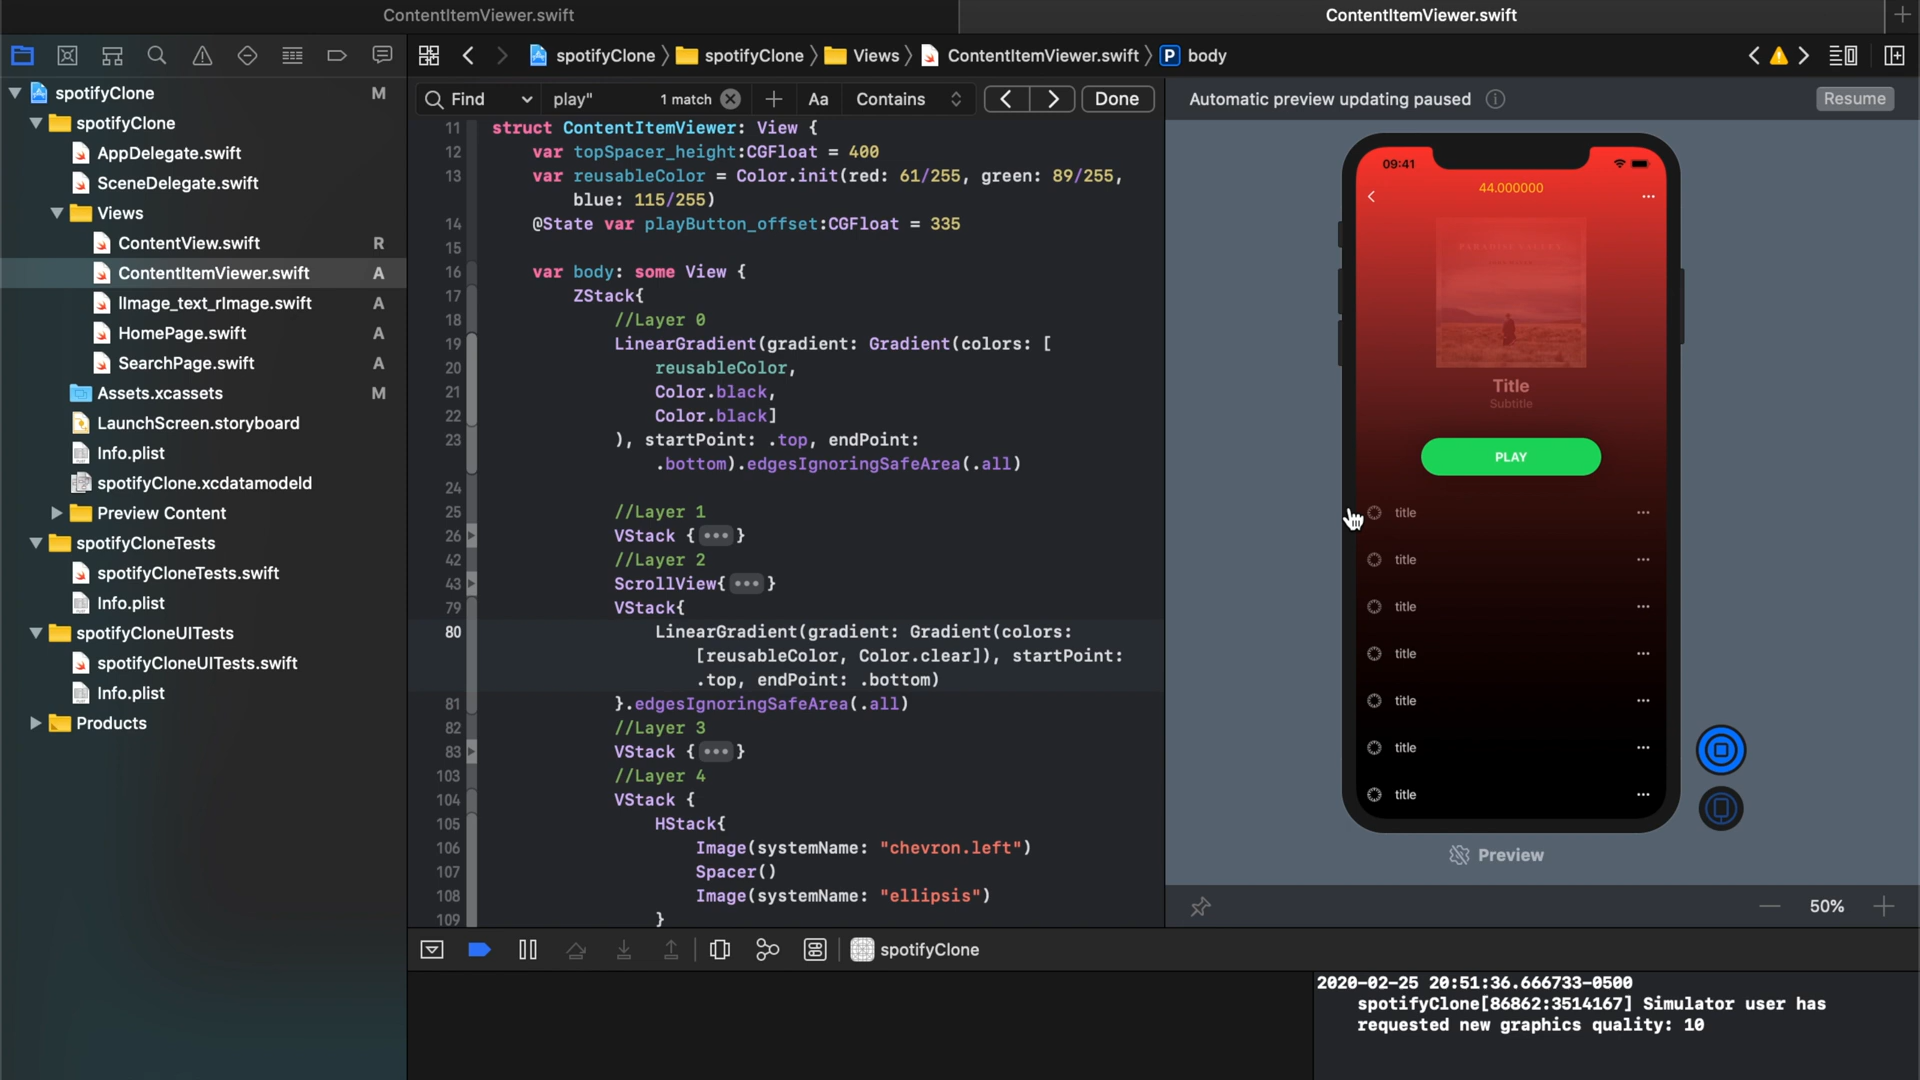 ContentItemViewer.swift
ContentItemViewer.swift
spotifyClone
spotifyClone
Views
ContentItemViewer.swift
P body
spotifyClone M
spotifyClone
AppDelegate.swift
SceneDelegate.swift
Views
ContentView.swift R
ContentItemViewer.swift A
lImage_text_rImage.swift A
HomePage.swift A
SearchPage.swift A
Assets.xcassets M
LaunchScreen.storyboard
Info.plist
spotifyClone.xcdatamodeld
Preview Content
spotifyCloneTests
spotifyCloneTests.swift
Info.plist
spotifyCloneUITests
spotifyCloneUITests.swift
Info.plist
Products
Find play" 1 match Aa Contains Done
11 struct ContentItemViewer: View {
12 var topSpacer_height:CGFloat = 400
13 var reusableColor = Color.init(red: 61/255, green: 89/255,
blue: 115/255)
14 @State var playButton_offset:CGFloat = 335
15
16 var body: some View {
17 ZStack{
18 //Layer 0
19 LinearGradient(gradient: Gradient(colors: [
20 reusableColor,
21 Color.black,
22 Color.black]
23 ), startPoint: .top, endPoint:
.bottom).edgesIgnoringSafeArea(.all)
24
25 //Layer 1
26 VStack { ••• }
42 //Layer 2
43 ScrollView{ ••• }
79 VStack{
80 LinearGradient(gradient: Gradient(colors:
[reusableColor, Color.clear]), startPoint:
.top, endPoint: .bottom)
81 }.edgesIgnoringSafeArea(.all)
82 //Layer 3
83 VStack { ••• }
103 //Layer 4
104 VStack {
105 HStack{
106 Image(systemName: "chevron.left")
107 Spacer()
108 Image(systemName: "ellipsis")
109 }
Automatic preview updating paused
Resume
09:41
44.000000
PARADISE VALLEY
Title
Subtitle
PLAY
title
title
title
title
title
title
title
Preview
50%
spotifyClone
2020-02-25 20:51:36.666733-0500
spotifyClone[86862:3514167] Simulator user has
requested new graphics quality: 10